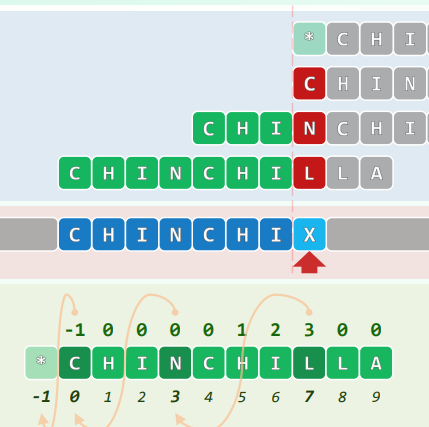 * C H I
C H I N
C H I N C H I
C H I N C H I L L A
C H I N C H I X
-1 0 0 0 0 1 2 3 0 0
* C H I N C H I L L A
-1 0 1 2 3 4 5 6 7 8 9